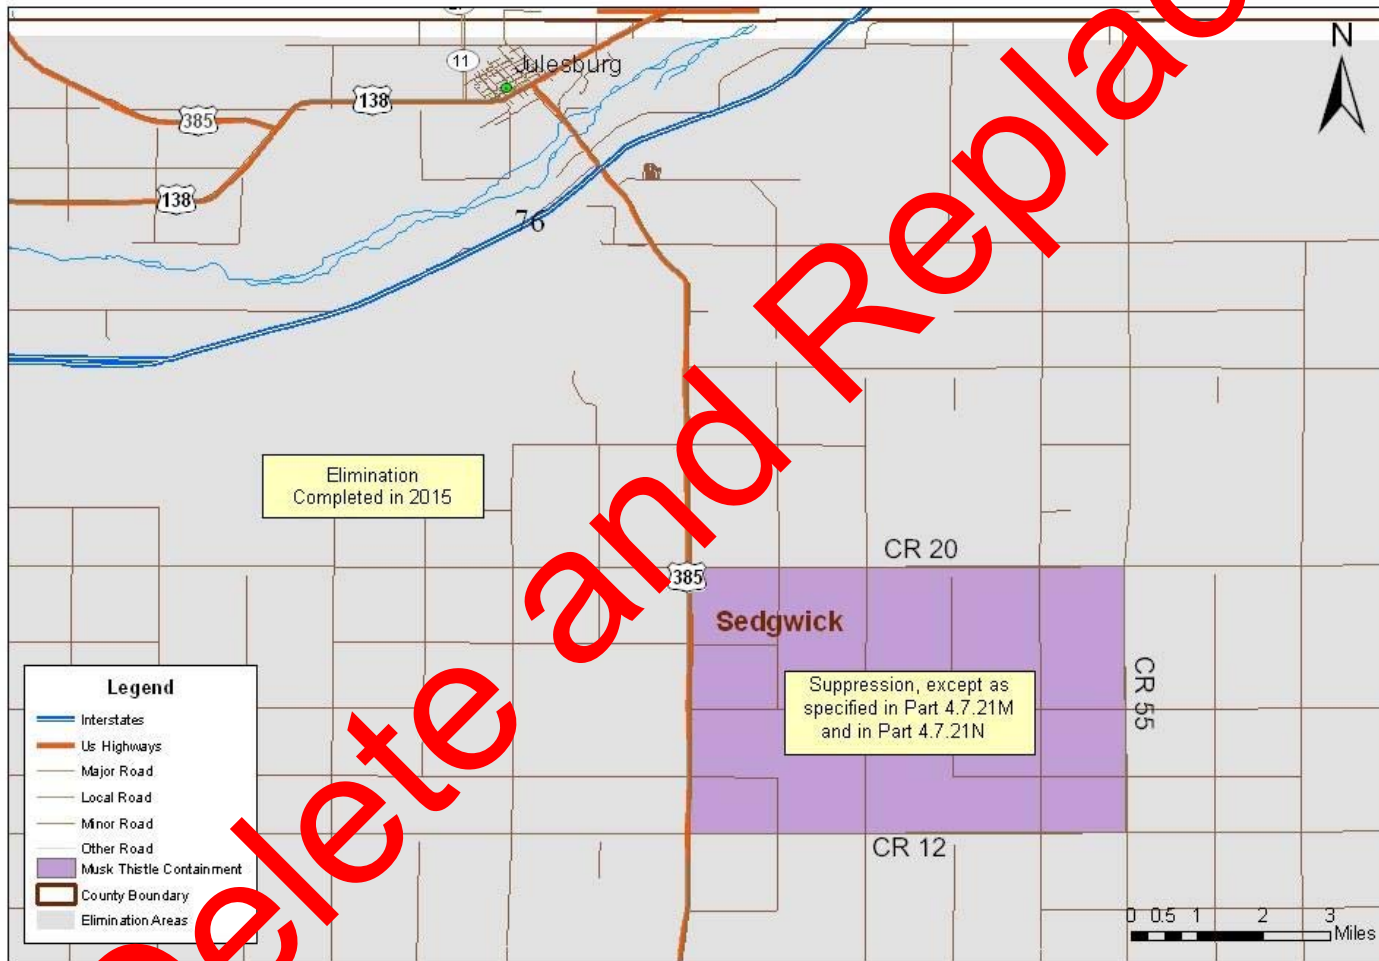 N
11
Julesburg
138
385
138
76
Elimination
Completed in 2015
CR 20
385
Sedgwick
Suppression, except as
specified in Part 4.7.21M
and in Part 4.7.21N
CR 55
CR 12
Legend
Interstates
Us Highways
Major Road
Local Road
Minor Road
Other Road
Musk Thistle Containment
County Boundary
Elimination Areas
0 0.5 1 2 3
Miles
elete and Replac